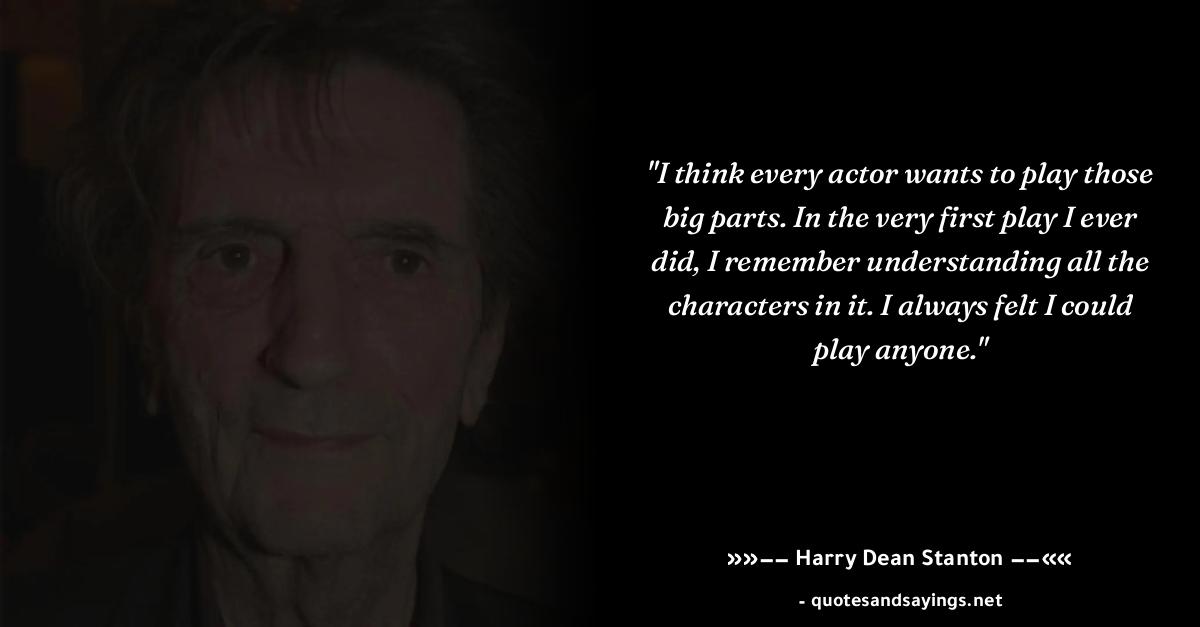 "I think every actor wants to play those
big parts. In the very first play I ever
did, I remember understanding all the
characters in it. I always felt I could
play anyone."
»»–– Harry Dean Stanton ––««
- quotesandsayings.net